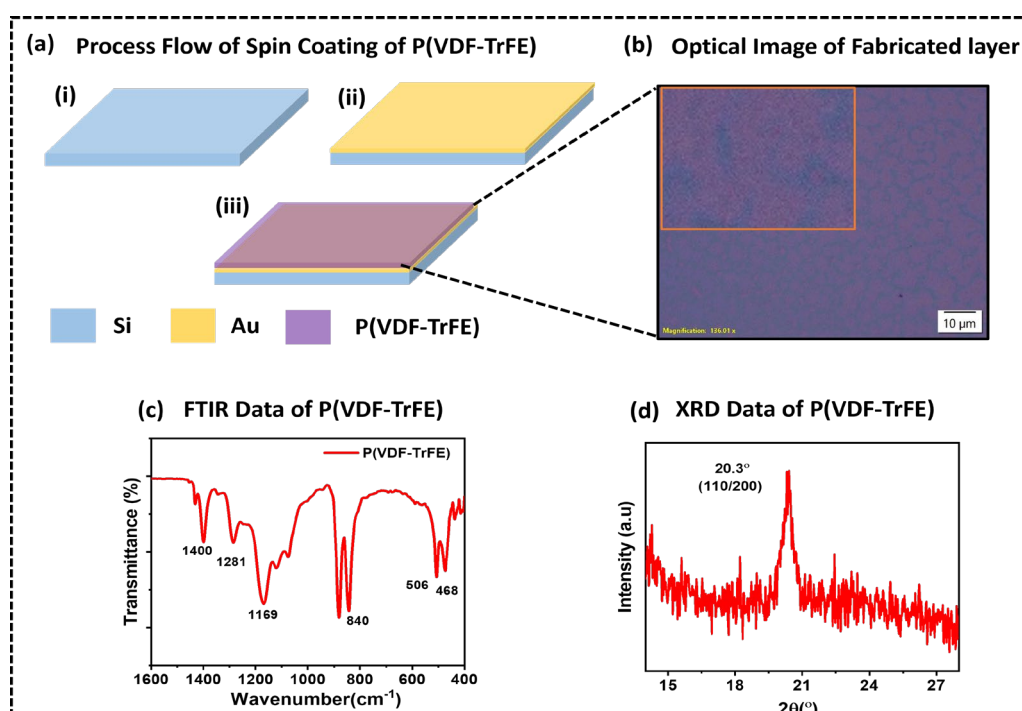 (a) Process Flow of Spin Coating of P(VDF-TrFE)
(i)
(ii)
(iii)
Si
Au
P(VDF-TrFE)
(b) Optical Image of Fabricated layer
Magnification: 136.01 x
10 μm
(c) FTIR Data of P(VDF-TrFE)
P(VDF-TrFE)
Transmittance (%)
1400
1281
1169
840
506
468
1600 1400 1200 1000 800 600 400
Wavenumber(cm⁻¹)
(d) XRD Data of P(VDF-TrFE)
20.3°
(110/200)
Intensity (a.u)
15 18 21 24 27
2θ(°)